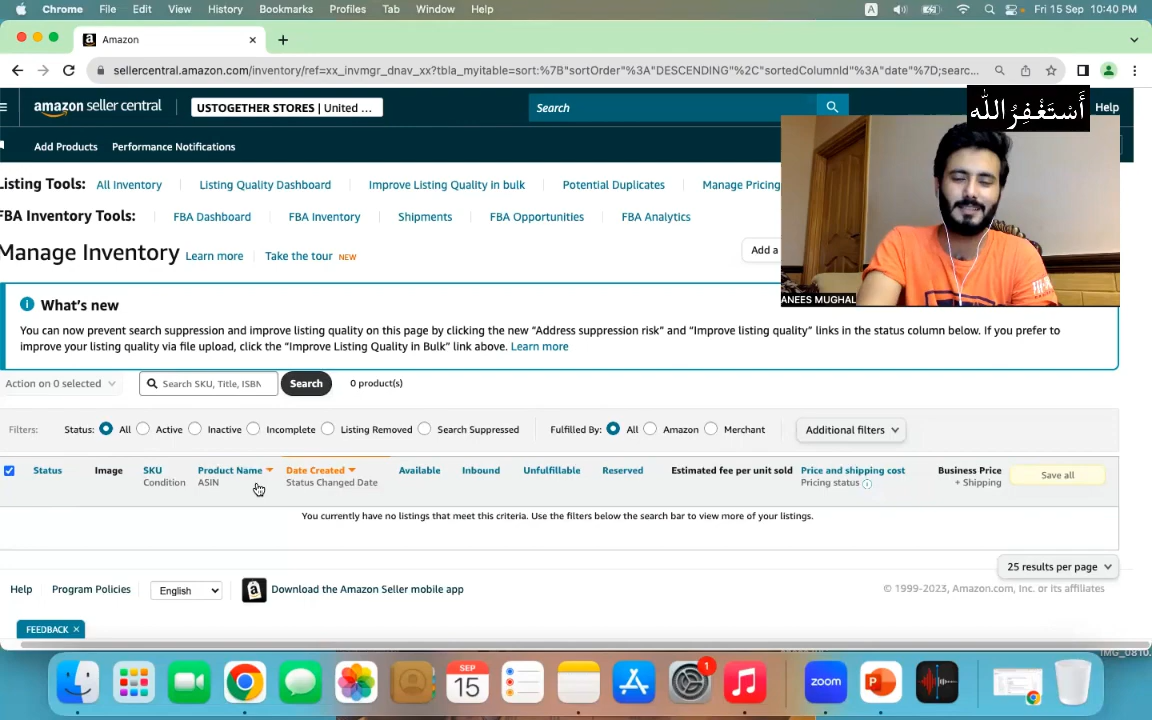 Chrome File Edit View History Bookmarks Profiles Tab Window Help A Fri 15 Sep 10:40 PM
Amazon
sellercentral.amazon.com/inventory/ref=xx_invmgr_dnav_xx?tbla_myitable=sort:%7B"sortOrder"%3A"DESCENDING"%2C"sortedColumnId"%3A"date"%7D;searc...
amazon seller central USTOGETHER STORES | United ... Search Help
أَسْتَغْفِرُ اللّٰه
Add Products Performance Notifications
Listing Tools: All Inventory Listing Quality Dashboard Improve Listing Quality in bulk Potential Duplicates Manage Pricing
FBA Inventory Tools: FBA Dashboard FBA Inventory Shipments FBA Opportunities FBA Analytics
Manage Inventory Learn more Take the tour NEW Add a
ANEES MUGHAL
What's new
You can now prevent search suppression and improve listing quality on this page by clicking the new "Address suppression risk" and "Improve listing quality" links in the status column below. If you prefer to
improve your listing quality via file upload, click the "Improve Listing Quality in Bulk" link above. Learn more
Action on 0 selected Search SKU, Title, ISBN Search 0 product(s)
Filters: Status: All Active Inactive Incomplete Listing Removed Search Suppressed Fulfilled By: All Amazon Merchant Additional filters
Status Image SKU Product Name Date Created Available Inbound Unfulfillable Reserved Estimated fee per unit sold Price and shipping cost Business Price Save all
Condition ASIN Status Changed Date Pricing status + Shipping
You currently have no listings that meet this criteria. Use the filters below the search bar to view more of your listings.
25 results per page
Help Program Policies English Download the Amazon Seller mobile app © 1999-2023, Amazon.com, Inc. or its affiliates
FEEDBACK ×
IMG_0810.
SEP 15 1 zoom P